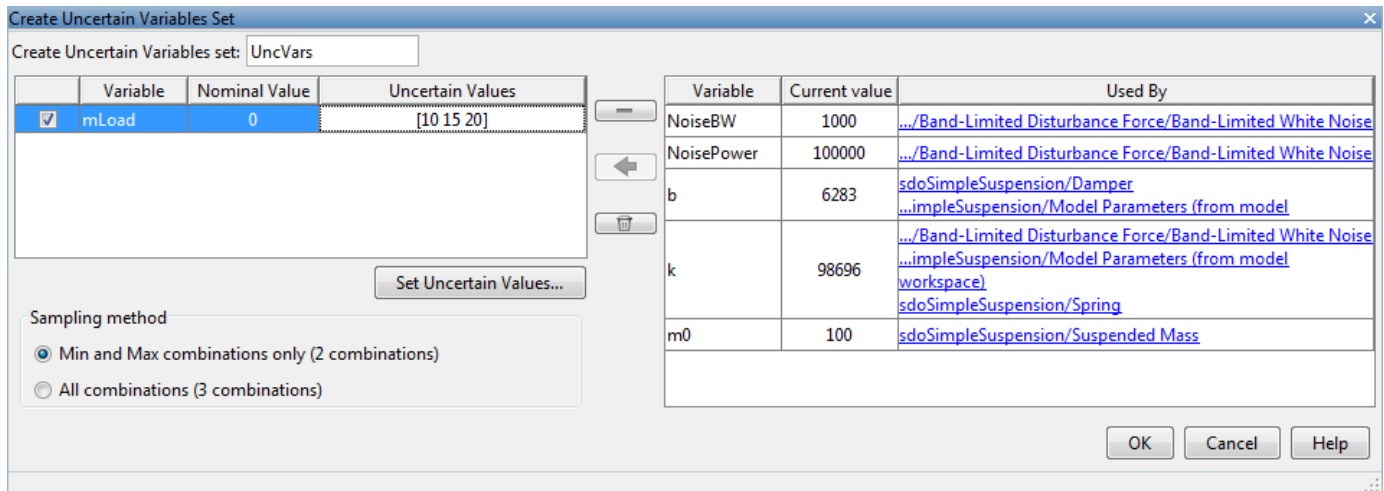 Create Uncertain Variables Set
Create Uncertain Variables set: UncVars
Variable Nominal Value Uncertain Values
mLoad 0 [10 15 20]
Set Uncertain Values...
Sampling method
Min and Max combinations only (2 combinations)
All combinations (3 combinations)
Variable Current value Used By
NoiseBW 1000 .../Band-Limited Disturbance Force/Band-Limited White Noise
NoisePower 100000 .../Band-Limited Disturbance Force/Band-Limited White Noise
b 6283 sdoSimpleSuspension/Damper
...impleSuspension/Model Parameters (from model
.../Band-Limited Disturbance Force/Band-Limited White Noise
...impleSuspension/Model Parameters (from model
k 98696 workspace)
sdoSimpleSuspension/Spring
m0 100 sdoSimpleSuspension/Suspended Mass
OK Cancel Help